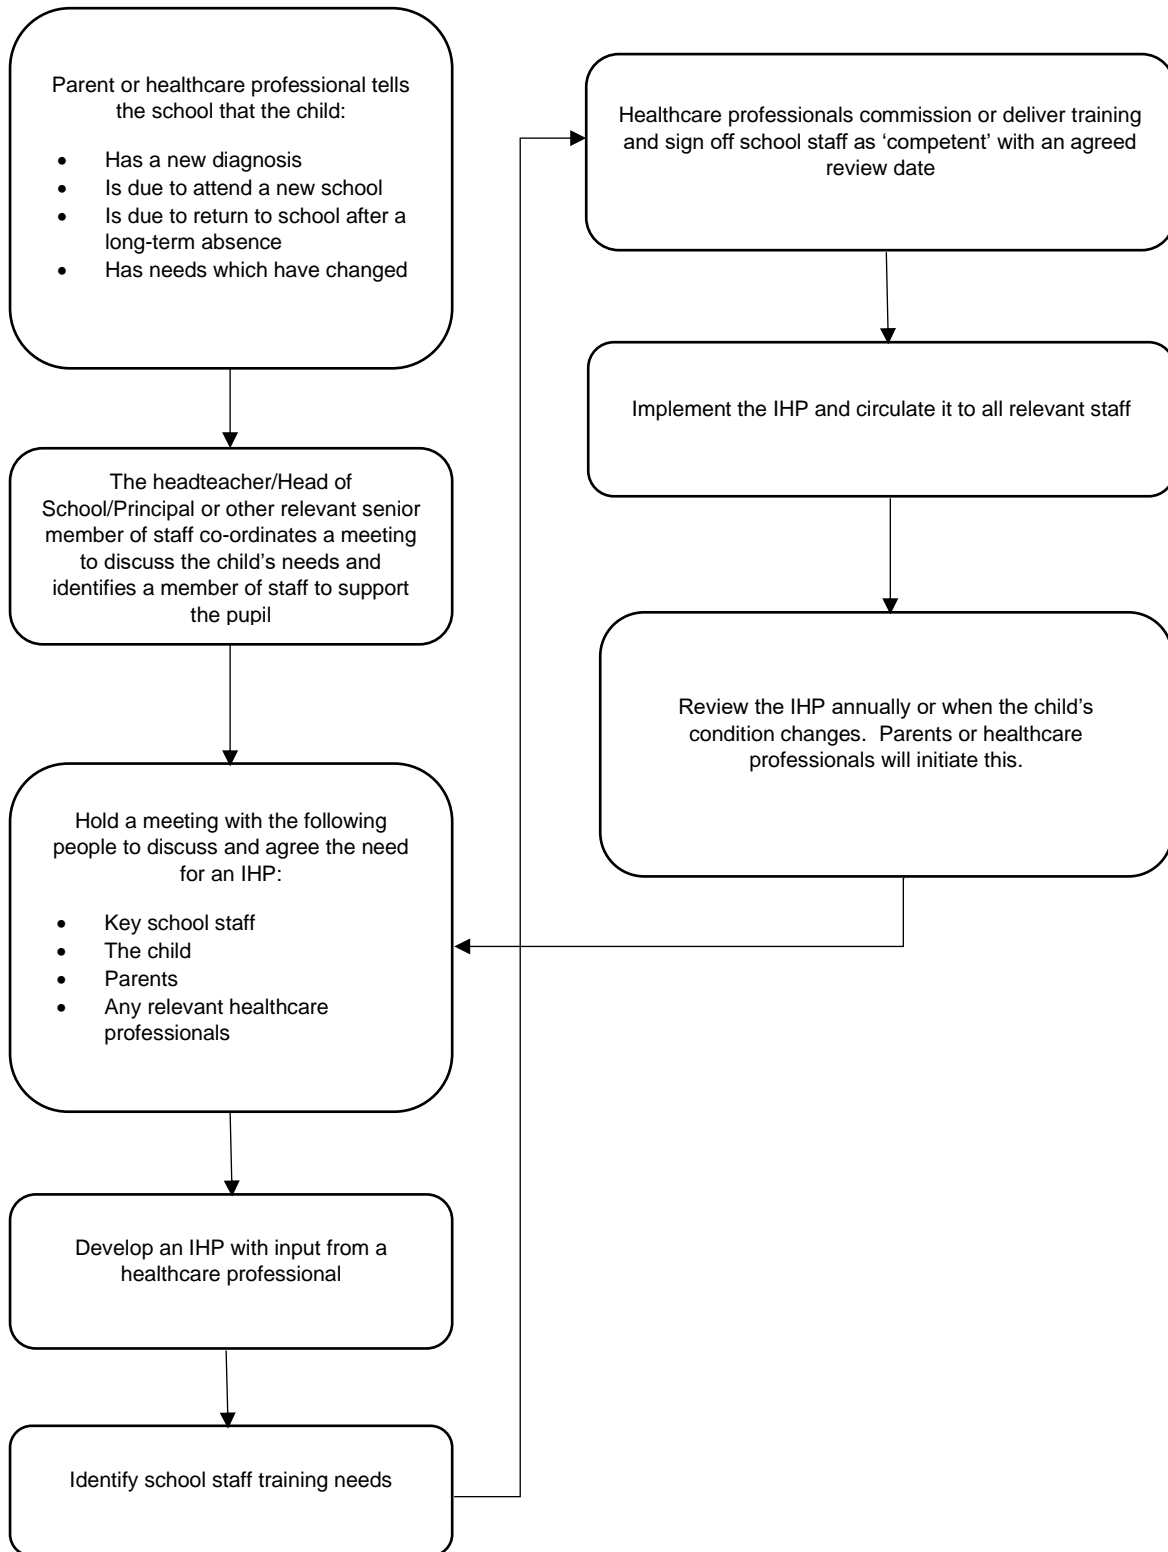 Parent or healthcare professional tells
the school that the child:
• Has a new diagnosis
• Is due to attend a new school
• Is due to return to school after a
long-term absence
• Has needs which have changed
The headteacher/Head of
School/Principal or other relevant senior
member of staff co-ordinates a meeting
to discuss the child’s needs and
identifies a member of staff to support
the pupil
Hold a meeting with the following
people to discuss and agree the need
for an IHP:
• Key school staff
• The child
• Parents
• Any relevant healthcare
professionals
Develop an IHP with input from a
healthcare professional
Identify school staff training needs
Healthcare professionals commission or deliver training
and sign off school staff as ‘competent’ with an agreed
review date
Implement the IHP and circulate it to all relevant staff
Review the IHP annually or when the child’s
condition changes.  Parents or healthcare
professionals will initiate this.